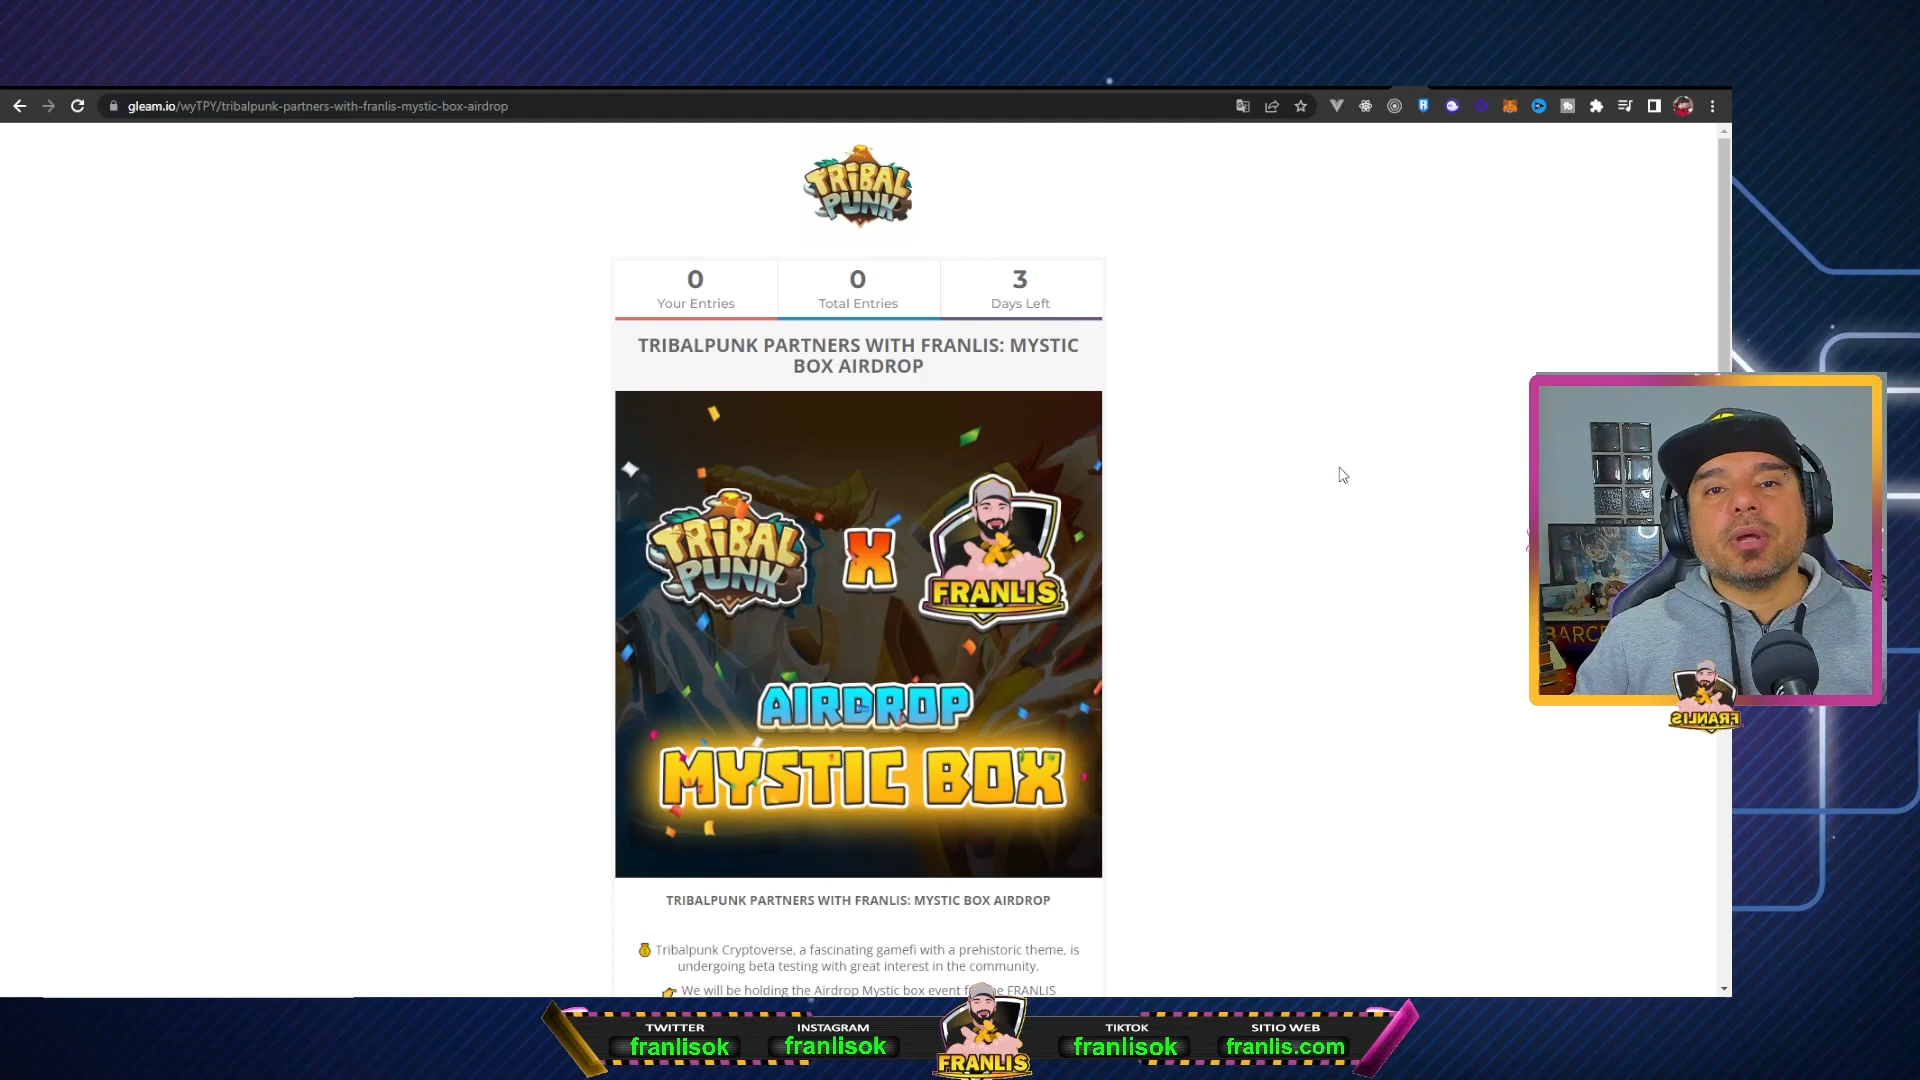 gleam.io/wyTPY/tribalpunk-partners-with-franlis-mystic-box-airdrop
TRIBAL
PUNK
0
Your Entries
0
Total Entries
3
Days Left
TRIBALPUNK PARTNERS WITH FRANLIS: MYSTIC
BOX AIRDROP
TRIBAL
PUNK
X
FRANLIS
AIRDROP
MYSTIC BOX
BARCE
FRANLIS
TRIBALPUNK PARTNERS WITH FRANLIS: MYSTIC BOX AIRDROP
Tribalpunk Cryptoverse, a fascinating gamefi with a prehistoric theme, is
undergoing beta testing with great interest in the community.
We will be holding the Airdrop Mystic box event FRANLIS
TWITTER
franlisok
INSTAGRAM
franlisok
FRANLIS
TIKTOK
franlisok
SITIO WEB
franlis.com